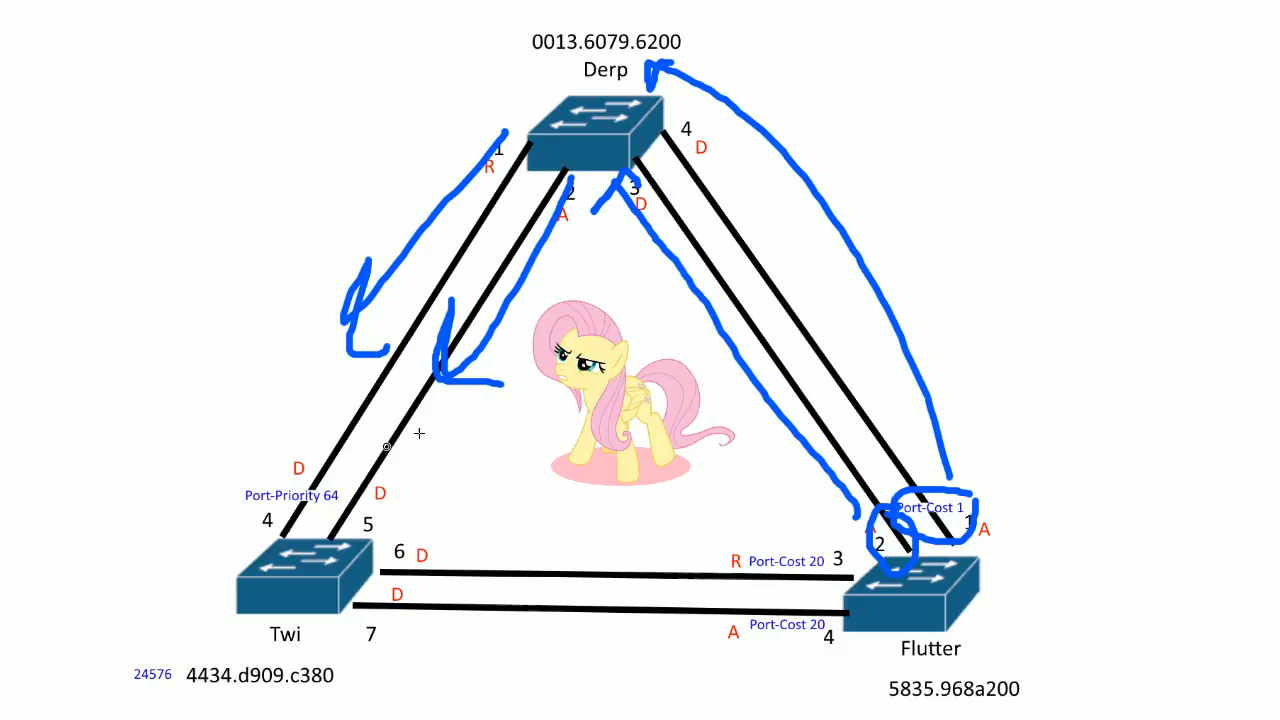 0013.6079.6200
Derp
4
D
1
R
3
D
2
A
D
Port-Priority 64
4
D
5
Port-Cost 1
1
A
A
2
6
D
R
Port-Cost 20
3
D
A
Port-Cost 20
4
Twi
7
Flutter
24576
4434.d909.c380
5835.968a200